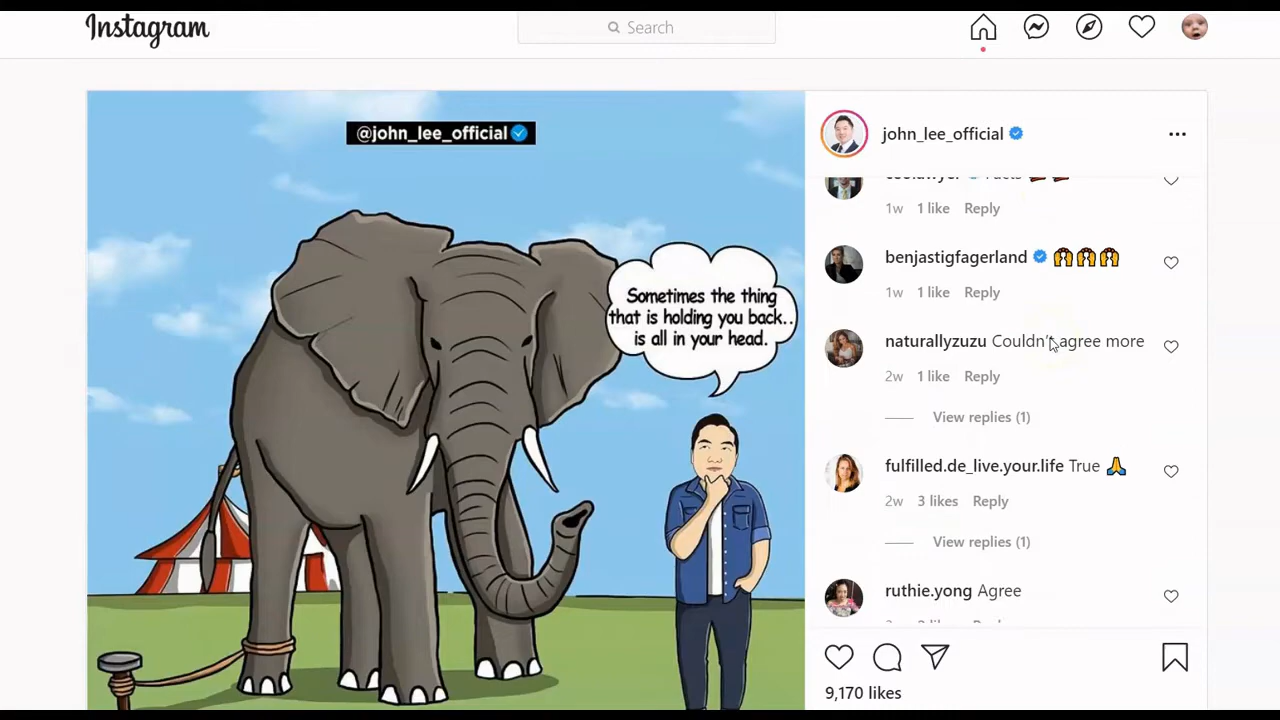 Instagram
Search
@john_lee_official
Sometimes the thing
that is holding you back..
is all in your head.
john_lee_official
1w 1 like Reply
benjastigfagerland 🙌🙌🙌
1w 1 like Reply
naturallyzuzu Couldn't agree more
2w 1 like Reply
View replies (1)
fulfilled.de_live.your.life True 🙏
2w 3 likes Reply
View replies (1)
ruthie.yong Agree
9,170 likes